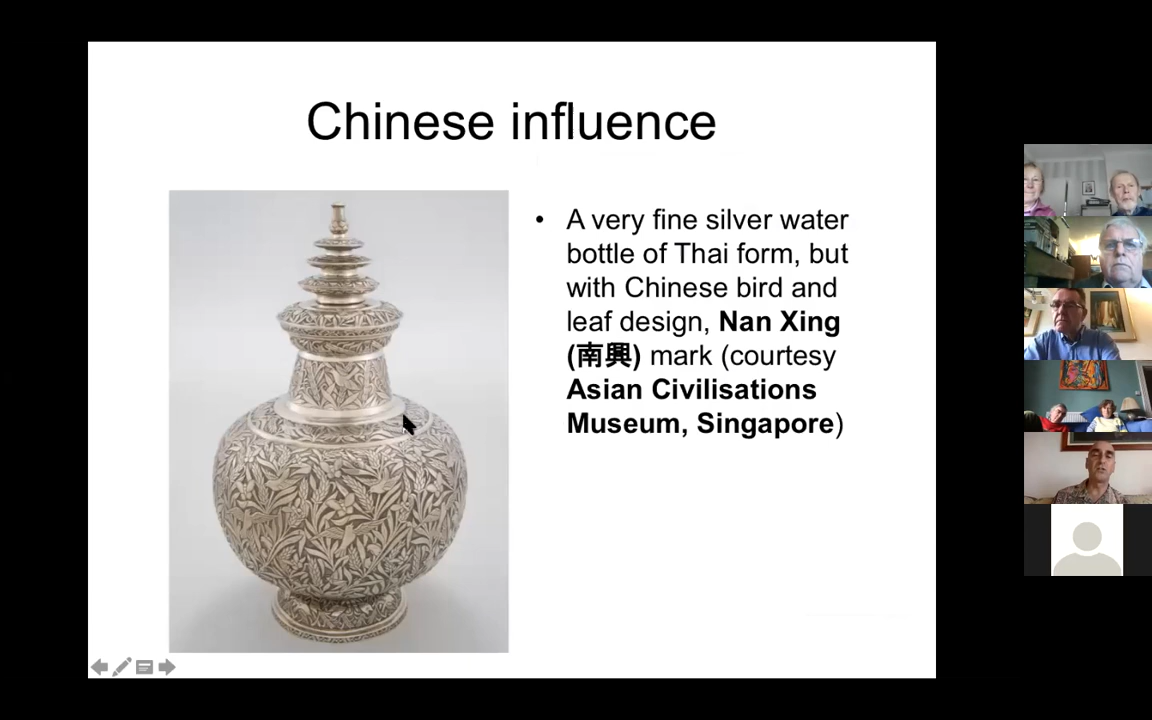 Chinese influence
• A very fine silver water
bottle of Thai form, but
with Chinese bird and
leaf design, Nan Xing
(南興) mark (courtesy
Asian Civilisations
Museum, Singapore)